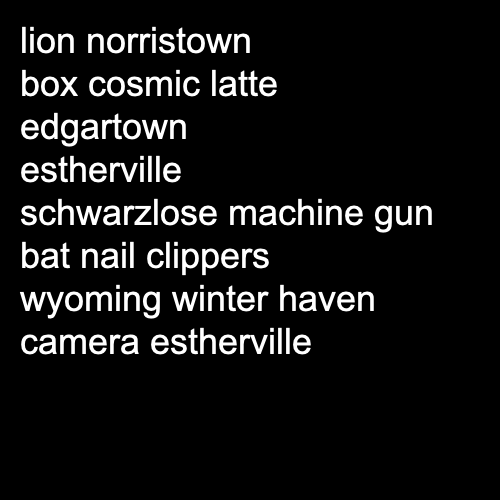 lion norristown
box cosmic latte
edgartown
estherville
schwarzlose machine gun
bat nail clippers
wyoming winter haven
camera estherville